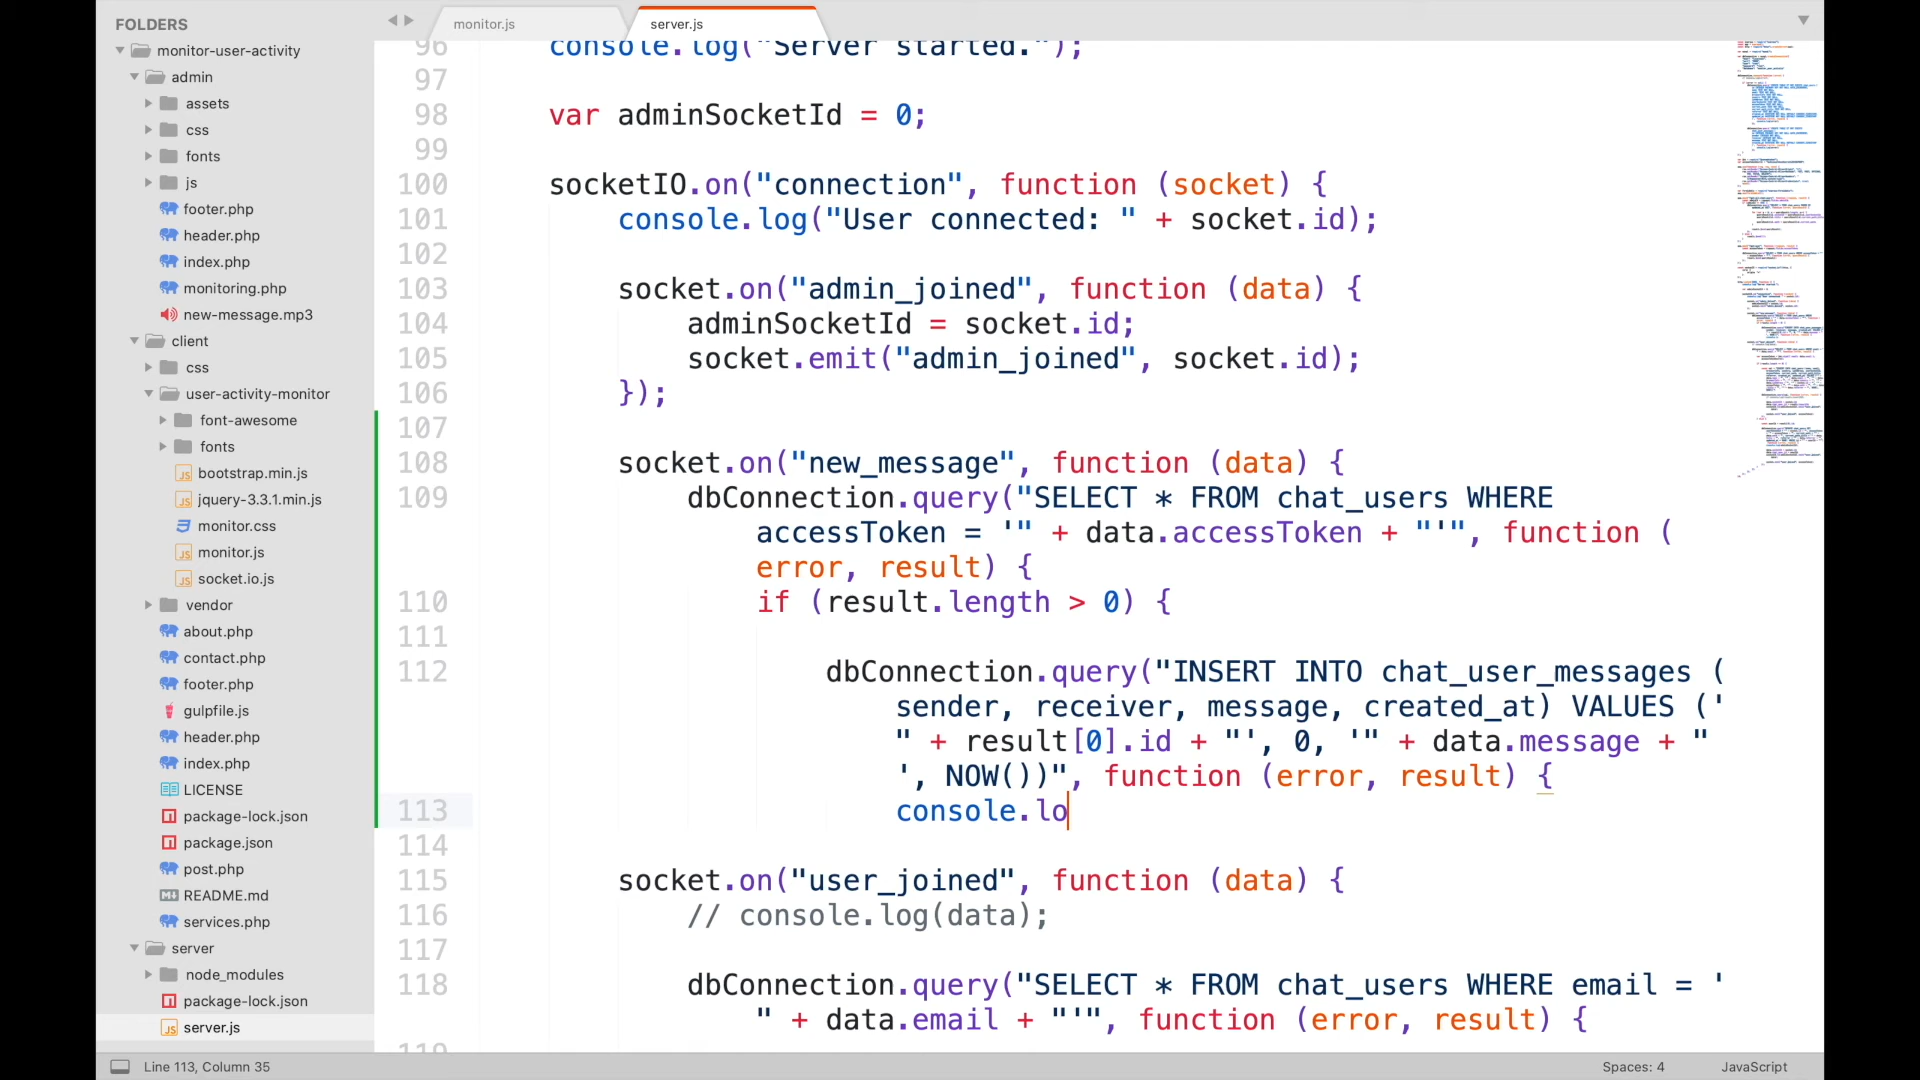 FOLDERS
monitor-user-activity
admin
assets
css
fonts
js
footer.php
header.php
index.php
monitoring.php
new-message.mp3
client
css
user-activity-monitor
font-awesome
fonts
bootstrap.min.js
jquery-3.3.1.min.js
monitor.css
monitor.js
socket.io.js
vendor
about.php
contact.php
footer.php
gulpfile.js
header.php
index.php
LICENSE
package-lock.json
package.json
post.php
README.md
services.php
server
node_modules
package-lock.json
server.js
monitor.js
server.js
96 console.log("Server started.");
97
98 var adminSocketId = 0;
99
100 socketIO.on("connection", function (socket) {
101 console.log("User connected: " + socket.id);
102
103 socket.on("admin_joined", function (data) {
104 adminSocketId = socket.id;
105 socket.emit("admin_joined", socket.id);
106 });
107
108 socket.on("new_message", function (data) {
109 dbConnection.query("SELECT * FROM chat_users WHERE
accessToken = '" + data.accessToken + "'", function (
error, result) {
110 if (result.length > 0) {
111
112 dbConnection.query("INSERT INTO chat_user_messages (
sender, receiver, message, created_at) VALUES ('
" + result[0].id + "', 0, '" + data.message + "
', NOW())", function (error, result) {
113 console.lo
114
115 socket.on("user_joined", function (data) {
116 // console.log(data);
117
118 dbConnection.query("SELECT * FROM chat_users WHERE email = '
" + data.email + "'", function (error, result) {
119
Line 113, Column 35
Spaces: 4
JavaScript